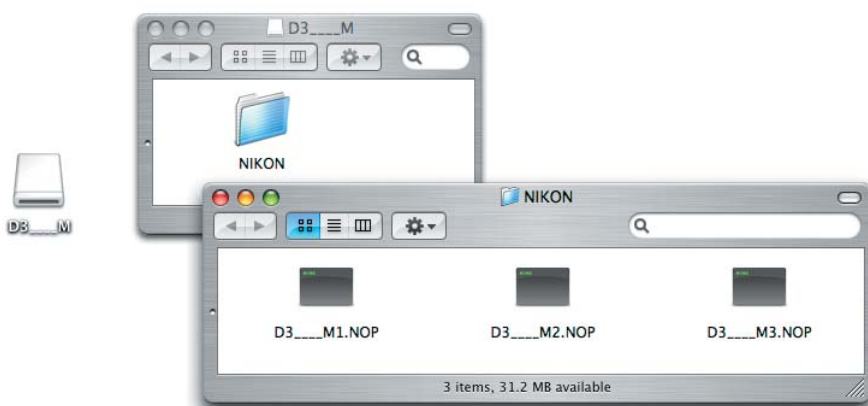 D3____M
NIKON
D3____M
NIKON
D3____M1.NOP
D3____M2.NOP
D3____M3.NOP
3 items, 31.2 MB available